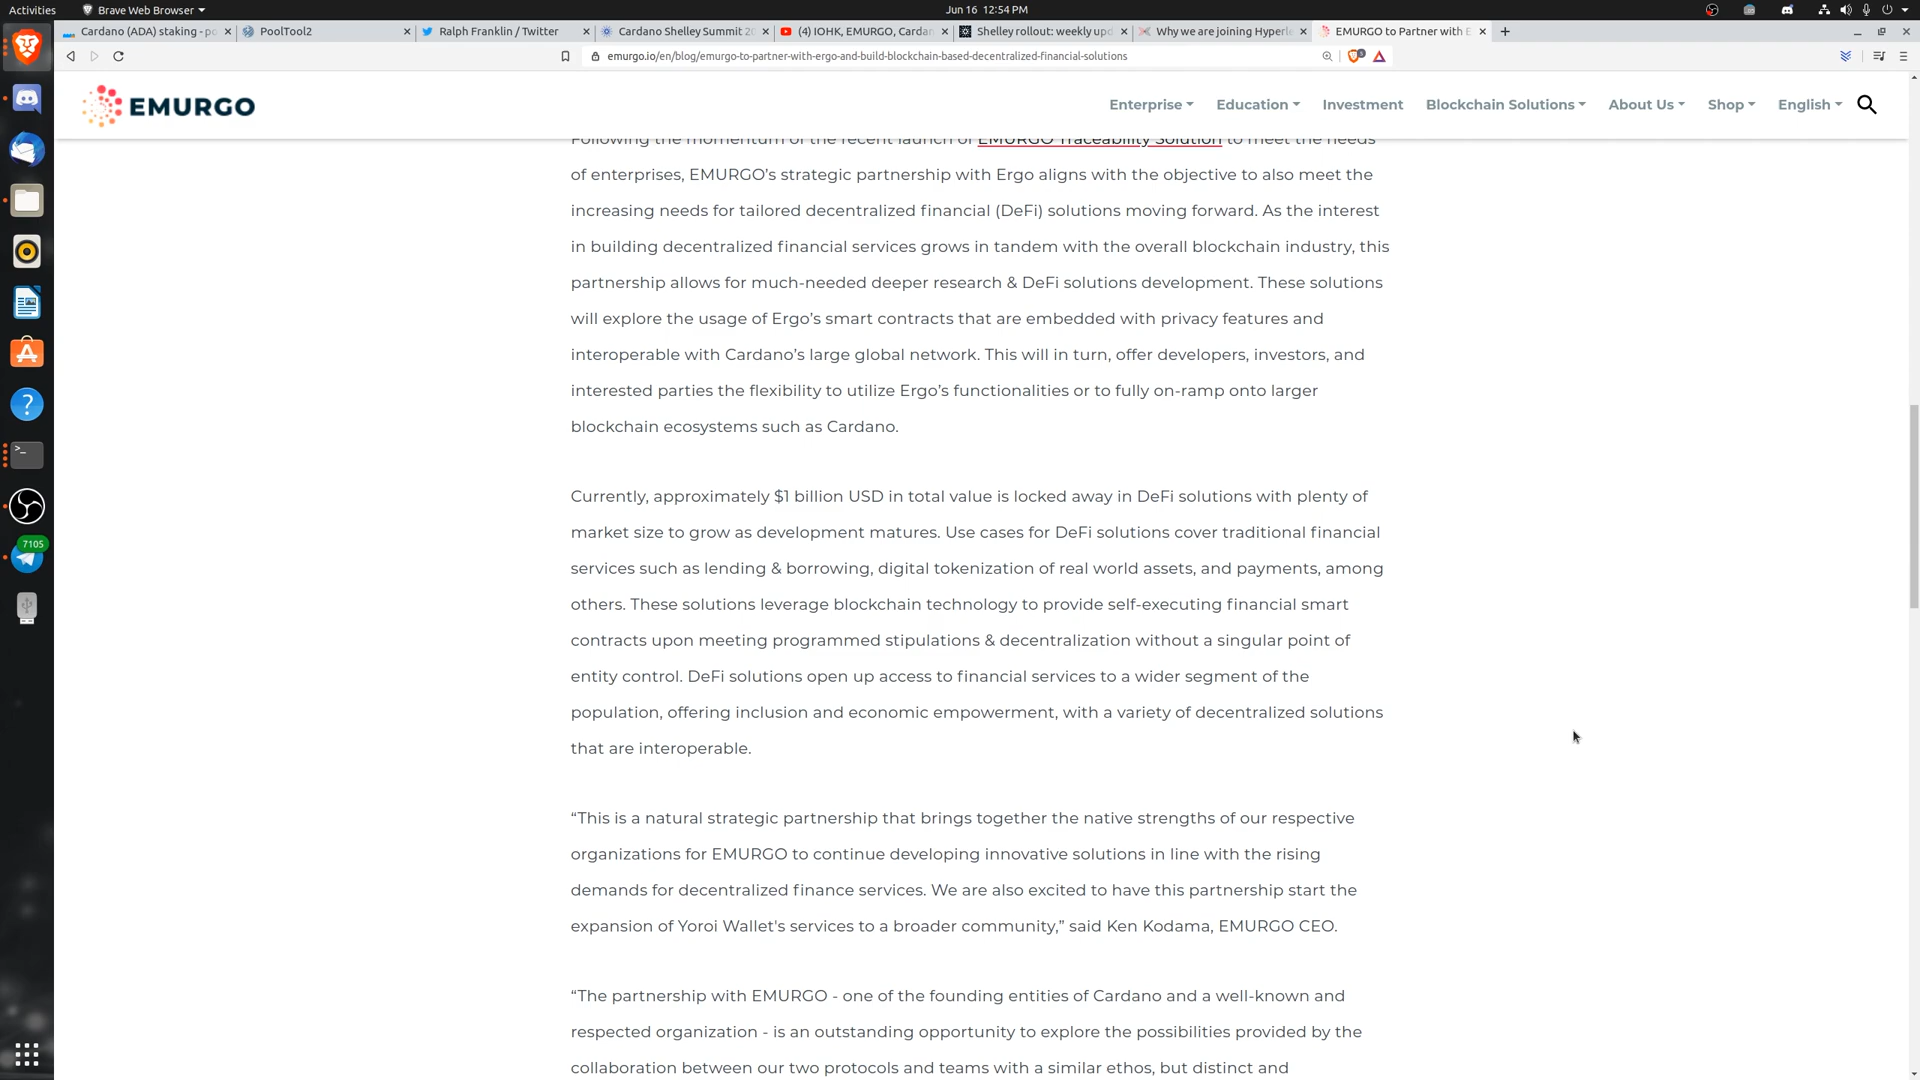 Activities
Brave Web Browser
Jun 16 12:54 PM
Cardano (ADA) staking - po
PoolTool2
Ralph Franklin / Twitter
Cardano Shelley Summit 2
(4) IOHK, EMURGO, Cardan
Shelley rollout: weekly upd
Why we are joining Hyperle
EMURGO to Partner with E
emurgo.io/en/blog/emurgo-to-partner-with-ergo-and-build-blockchain-based-decentralized-financial-solutions
EMURGO
Enterprise
Education
Investment
Blockchain Solutions
About Us
Shop
English
Following the momentum of the recent launch of EMURGO Traceability Solution to meet the needs
of enterprises, EMURGO’s strategic partnership with Ergo aligns with the objective to also meet the
increasing needs for tailored decentralized financial (DeFi) solutions moving forward. As the interest
in building decentralized financial services grows in tandem with the overall blockchain industry, this
partnership allows for much-needed deeper research & DeFi solutions development. These solutions
will explore the usage of Ergo’s smart contracts that are embedded with privacy features and
interoperable with Cardano’s large global network. This will in turn, offer developers, investors, and
interested parties the flexibility to utilize Ergo’s functionalities or to fully on-ramp onto larger
blockchain ecosystems such as Cardano.
Currently, approximately $1 billion USD in total value is locked away in DeFi solutions with plenty of
market size to grow as development matures. Use cases for DeFi solutions cover traditional financial
services such as lending & borrowing, digital tokenization of real world assets, and payments, among
others. These solutions leverage blockchain technology to provide self-executing financial smart
contracts upon meeting programmed stipulations & decentralization without a singular point of
entity control. DeFi solutions open up access to financial services to a wider segment of the
population, offering inclusion and economic empowerment, with a variety of decentralized solutions
that are interoperable.
“This is a natural strategic partnership that brings together the native strengths of our respective
organizations for EMURGO to continue developing innovative solutions in line with the rising
demands for decentralized finance services. We are also excited to have this partnership start the
expansion of Yoroi Wallet's services to a broader community,” said Ken Kodama, EMURGO CEO.
“The partnership with EMURGO - one of the founding entities of Cardano and a well-known and
respected organization - is an outstanding opportunity to explore the possibilities provided by the
collaboration between our two protocols and teams with a similar ethos, but distinct and
7105